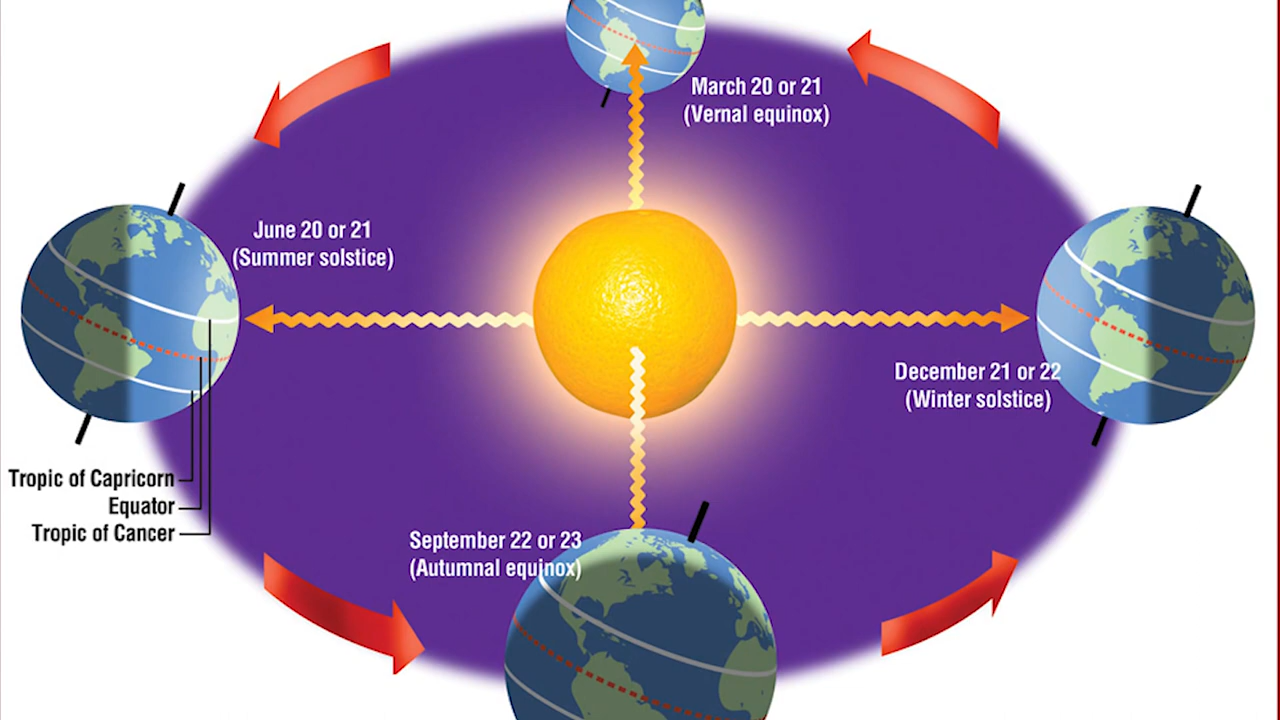 March 20 or 21
(Vernal equinox)
June 20 or 21
(Summer solstice)
December 21 or 22
(Winter solstice)
Tropic of Capricorn
Equator
Tropic of Cancer
September 22 or 23
(Autumnal equinox)